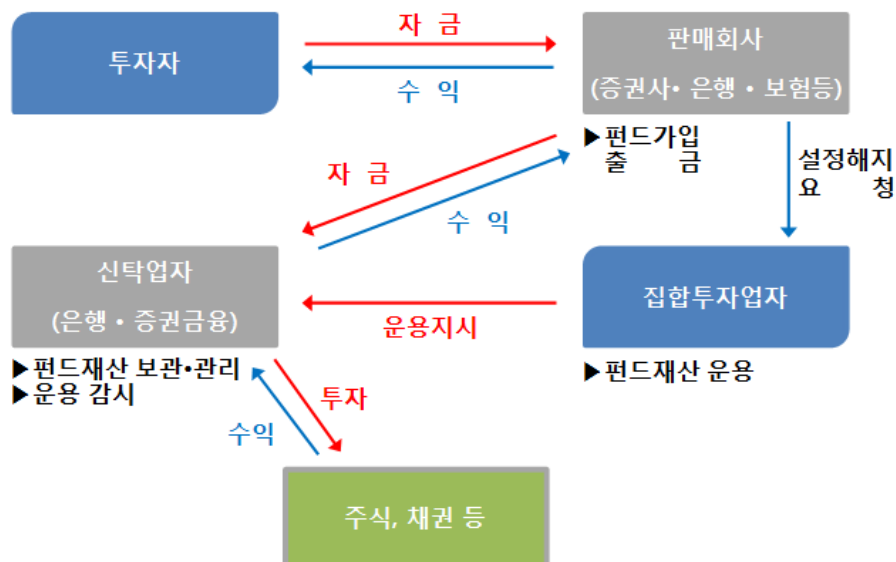 자 금
투자자
수 익
판매회사
(증권사• 은행 • 보험등)
▶펀드가입
출 금
설정해지
요 청
자 금
수 익
신탁업자
(은행 • 증권금융)
운용지시
집합투자업자
▶펀드재산 보관•관리
▶운용 감시
▶펀드재산 운용
투자
수익
주식, 채권 등